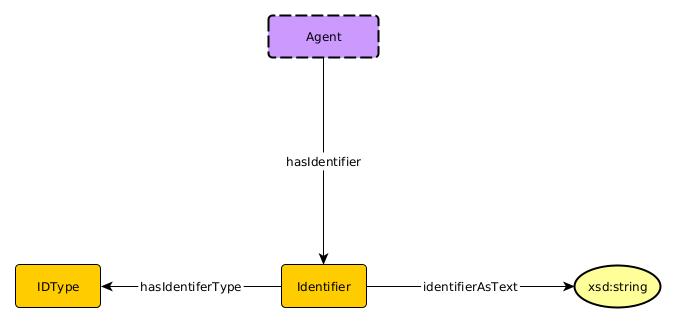 Agent
hasIdentifier
IDType
hasIdentiferType
Identifier
identifierAsText
xsd:string